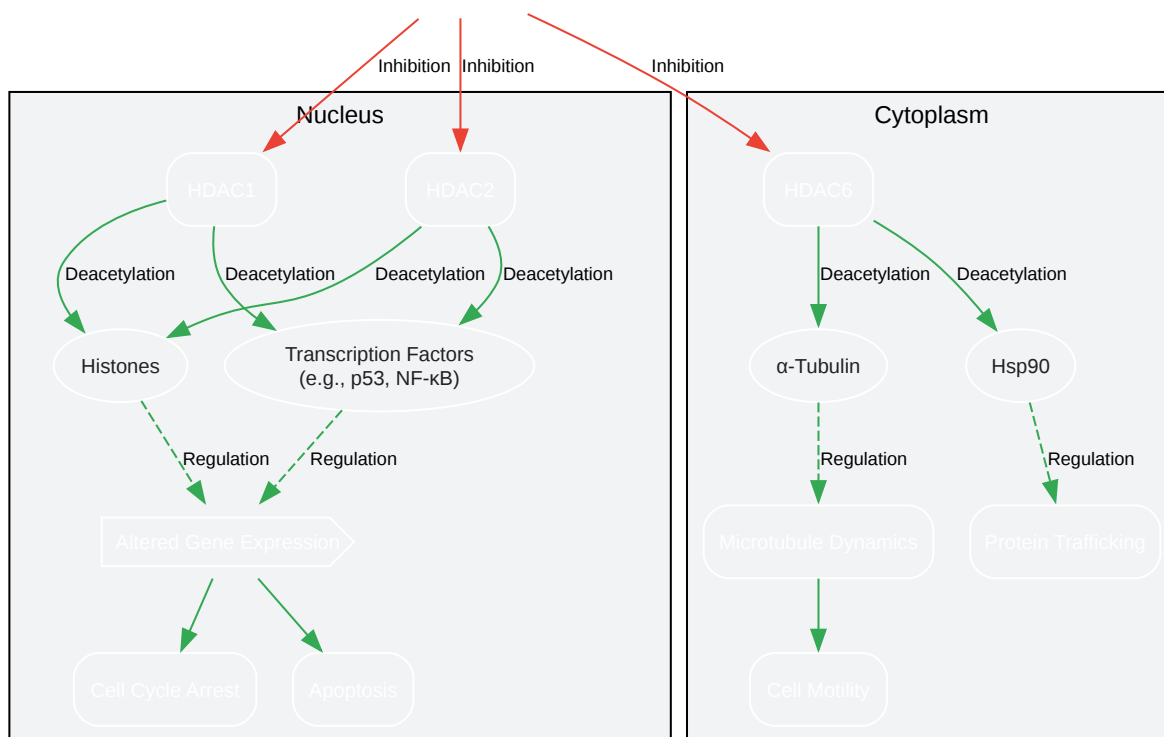 Inhibition
Inhibition
Inhibition
Nucleus
Cytoplasm
HDAC1
HDAC2
HDAC6
Deacetylation
Deacetylation
Deacetylation
Deacetylation
Deacetylation
Deacetylation
Histones
Transcription Factors
(e.g., p53, NF-κB)
α-Tubulin
Hsp90
Regulation
Regulation
Regulation
Regulation
Altered Gene Expression
Microtubule Dynamics
Protein Trafficking
Cell Cycle Arrest
Apoptosis
Cell Motility